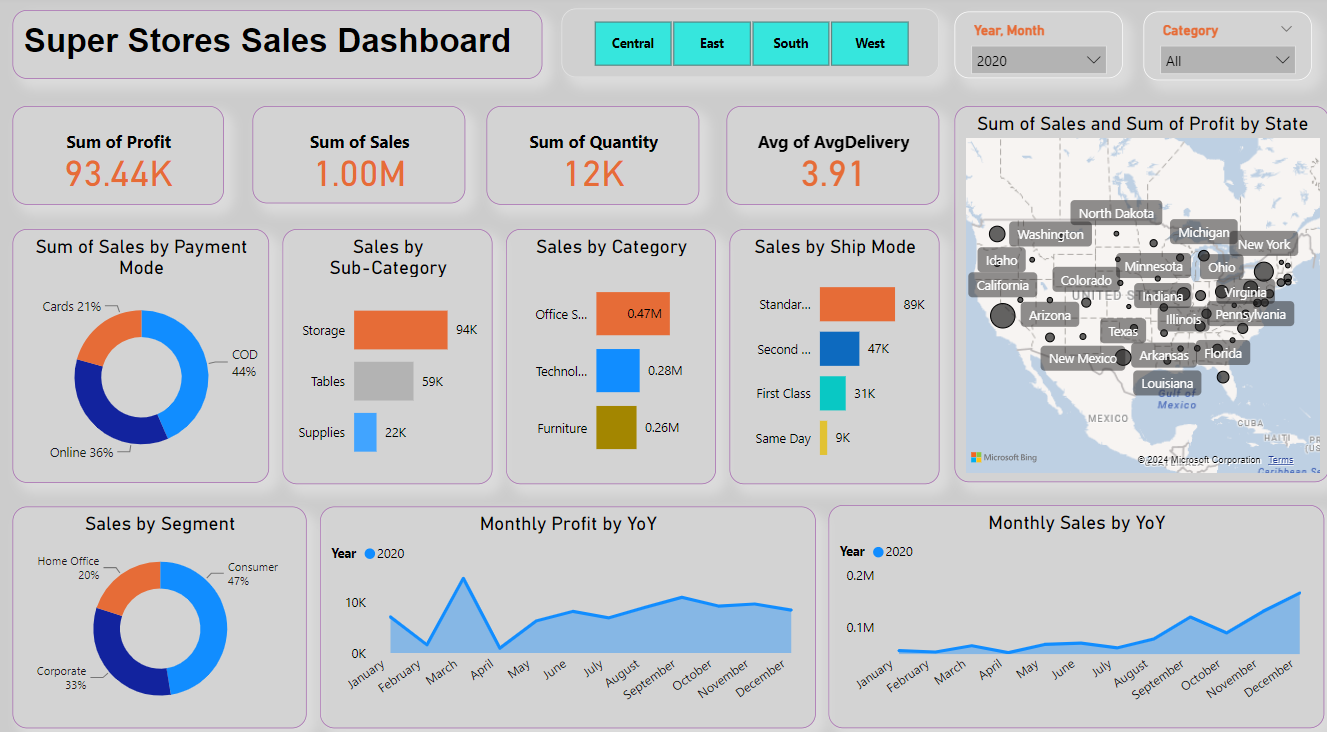 Super Stores Sales Dashboard
Central
East
South
West
Year, Month
2020
Category
All
Sum of Profit
93.44K
Sum of Sales
1.00M
Sum of Quantity
12K
Avg of AvgDelivery
3.91
Sum of Sales and Sum of Profit by State
North Dakota
Washington
Michigan
New York
Idaho
Minnesota
Ohio
California
Colorado
UNITED ST
Indiana
Virginia
Arizona
Illinois
Pennsylvania
Texas
New Mexico
Arkansas
Florida
Louisiana
Gulf of
Mexico
MEXICO
CUBA
HAITI
PR
(US
Microsoft Bing
© 2024 Microsoft Corporation
Terms
Caribbean Se
Sum of Sales by Payment
Mode
Cards 21%
COD
44%
Online 36%
Sales by
Sub-Category
Storage
94K
Tables
59K
Supplies
22K
Sales by Category
Office S...
0.47M
Technol...
0.28M
Furniture
0.26M
Sales by Ship Mode
Standar...
89K
Second ...
47K
First Class
31K
Same Day
9K
Sales by Segment
Home Office
20%
Consumer
47%
Corporate
33%
Monthly Profit by YoY
Year
2020
10K
0K
January
February
March
April
May
June
July
August
September
October
November
December
Monthly Sales by YoY
Year
2020
0.2M
0.1M
January
February
March
April
May
June
July
August
September
October
November
December